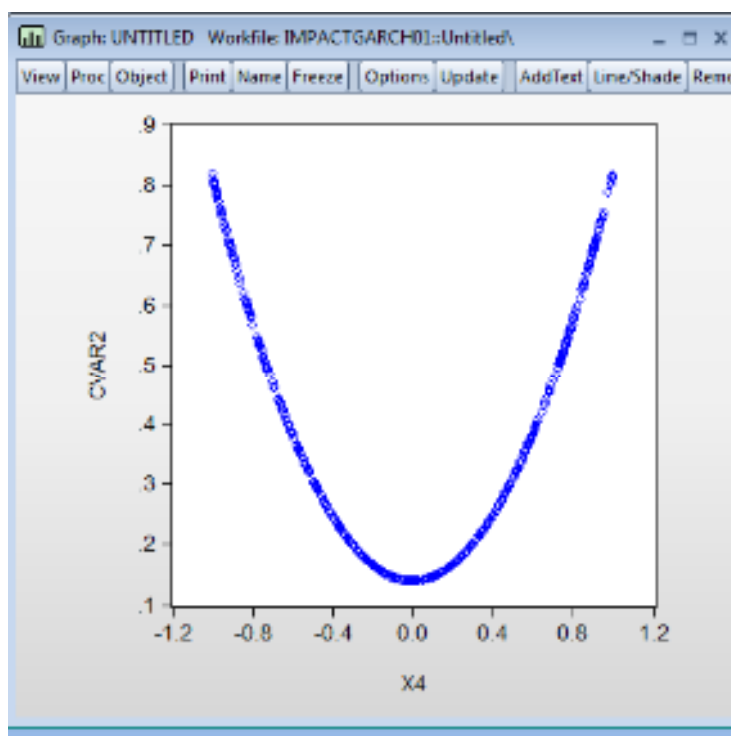 Graph: UNTITLED Workfile: IMPACTGARCH01::Untitled\
View Proc Object Print Name Freeze Options Update AddText Line/Shade Remo
.9
.8
.7
.6
.5
.4
.3
.2
.1
CVAR2
-1.2 -0.8 -0.4 0.0 0.4 0.8 1.2
X4